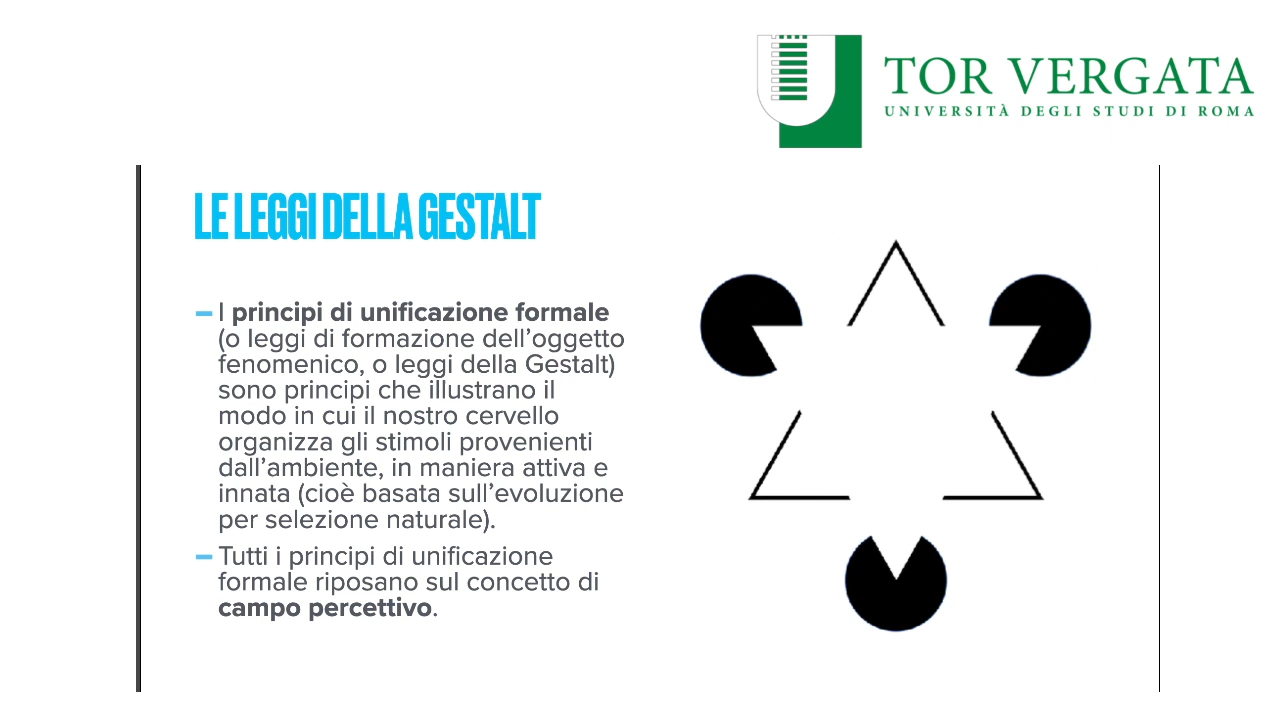 TOR VERGATA
UNIVERSITÀ DEGLI STUDI DI ROMA
LE LEGGI DELLA GESTALT
– I principi di unificazione formale
(o leggi di formazione dell’oggetto
fenomenico, o leggi della Gestalt)
sono principi che illustrano il
modo in cui il nostro cervello
organizza gli stimoli provenienti
dall’ambiente, in maniera attiva e
innata (cioè basata sull’evoluzione
per selezione naturale).
– Tutti i principi di unificazione
formale riposano sul concetto di
campo percettivo.